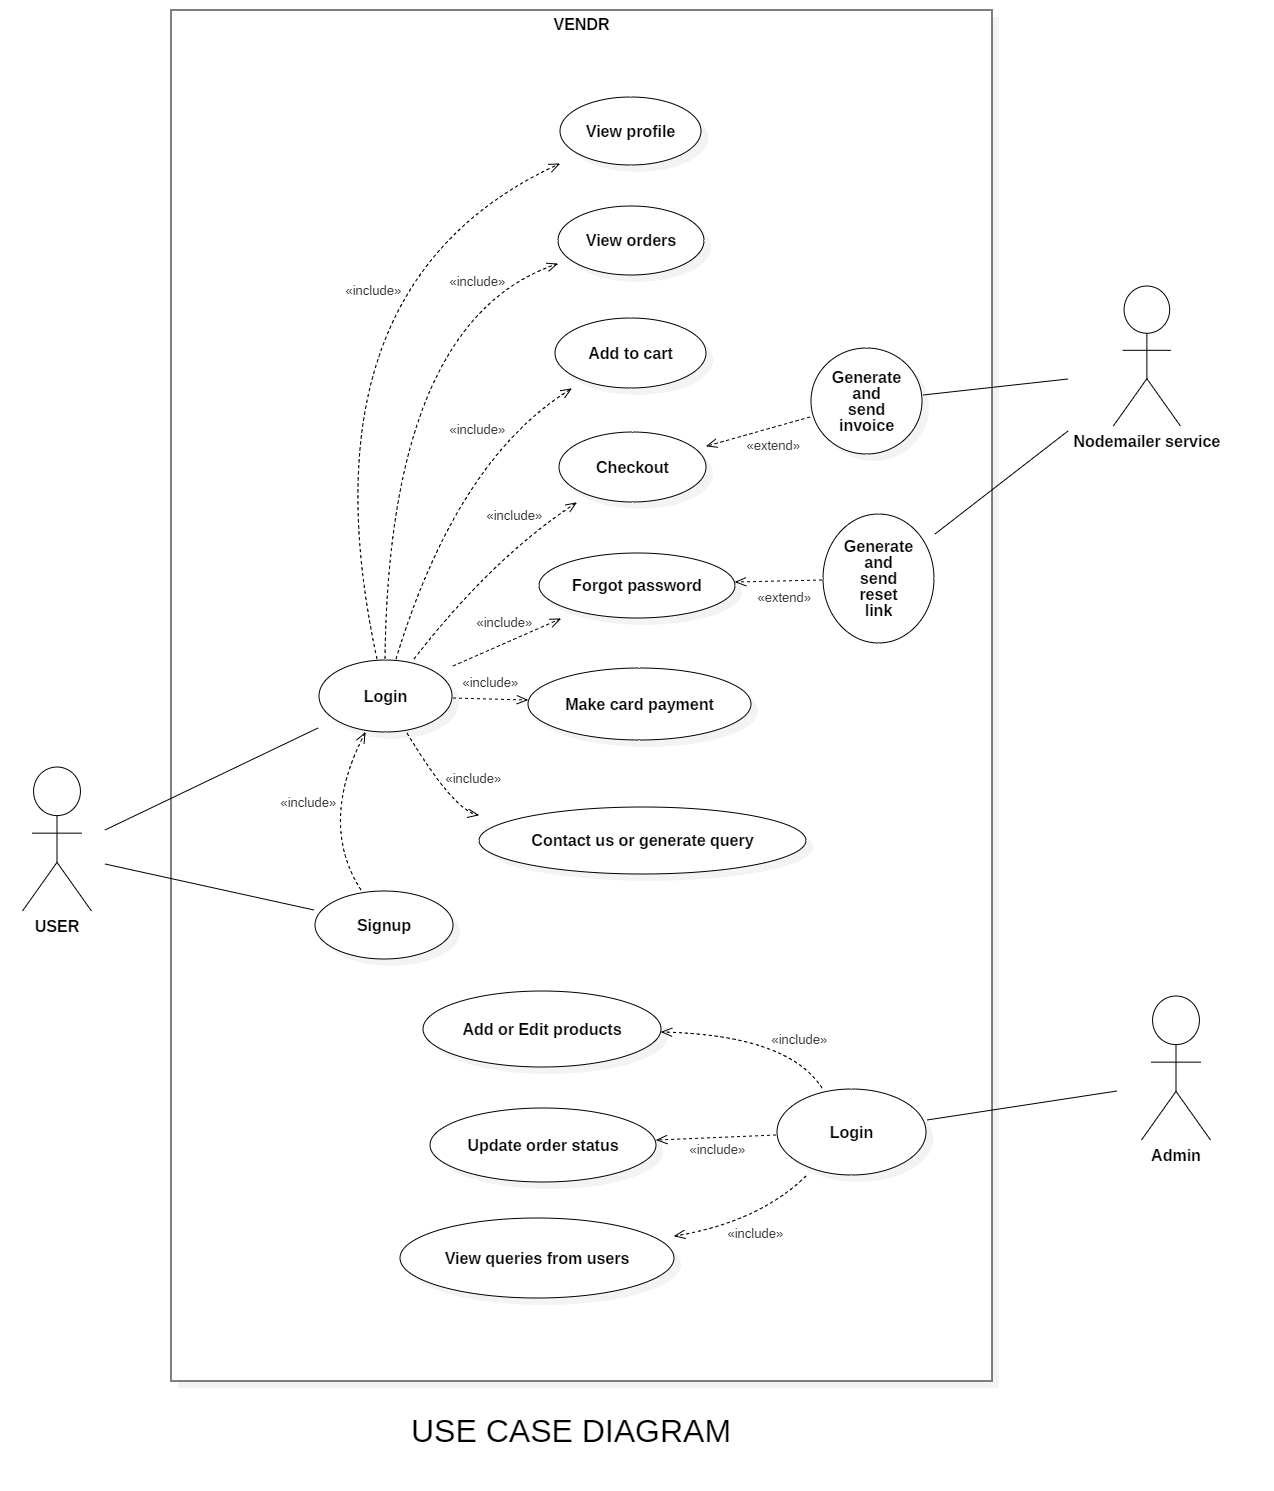 VENDR
View profile
View orders
«include»
«include»
Add to cart
Generate
and
send
invoice
«include»
«extend»
Nodemailer service
Checkout
«include»
Generate
and
send
reset
link
Forgot password
«extend»
«include»
«include»
Login
Make card payment
«include»
«include»
Contact us or generate query
USER
Signup
Add or Edit products
«include»
Login
Update order status
«include»
Admin
«include»
View queries from users
USE CASE DIAGRAM